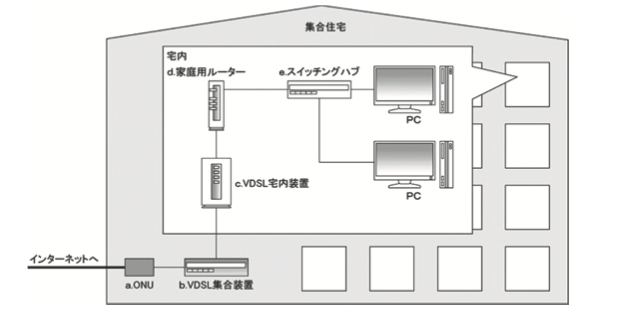 集合住宅
宅内
d.家庭用ルーター
e.スイッチングハブ
PC
c.VDSL宅内装置
PC
インターネットへ
a.ONU
b.VDSL集合装置